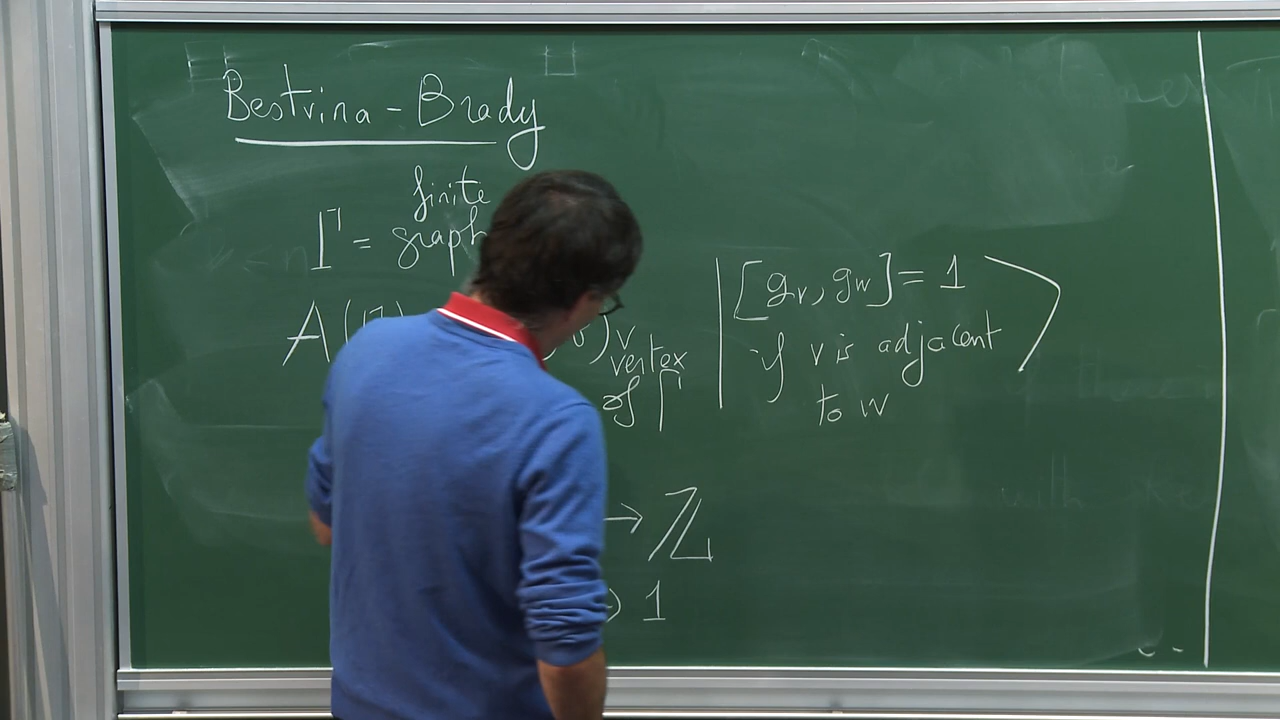 Bestvina - Brady
finite
Γ = graph
A(Γ) v | [gv, gw] = 1 ⟩
vertex if v is adjacent
of Γ to w
→ ℤ
1